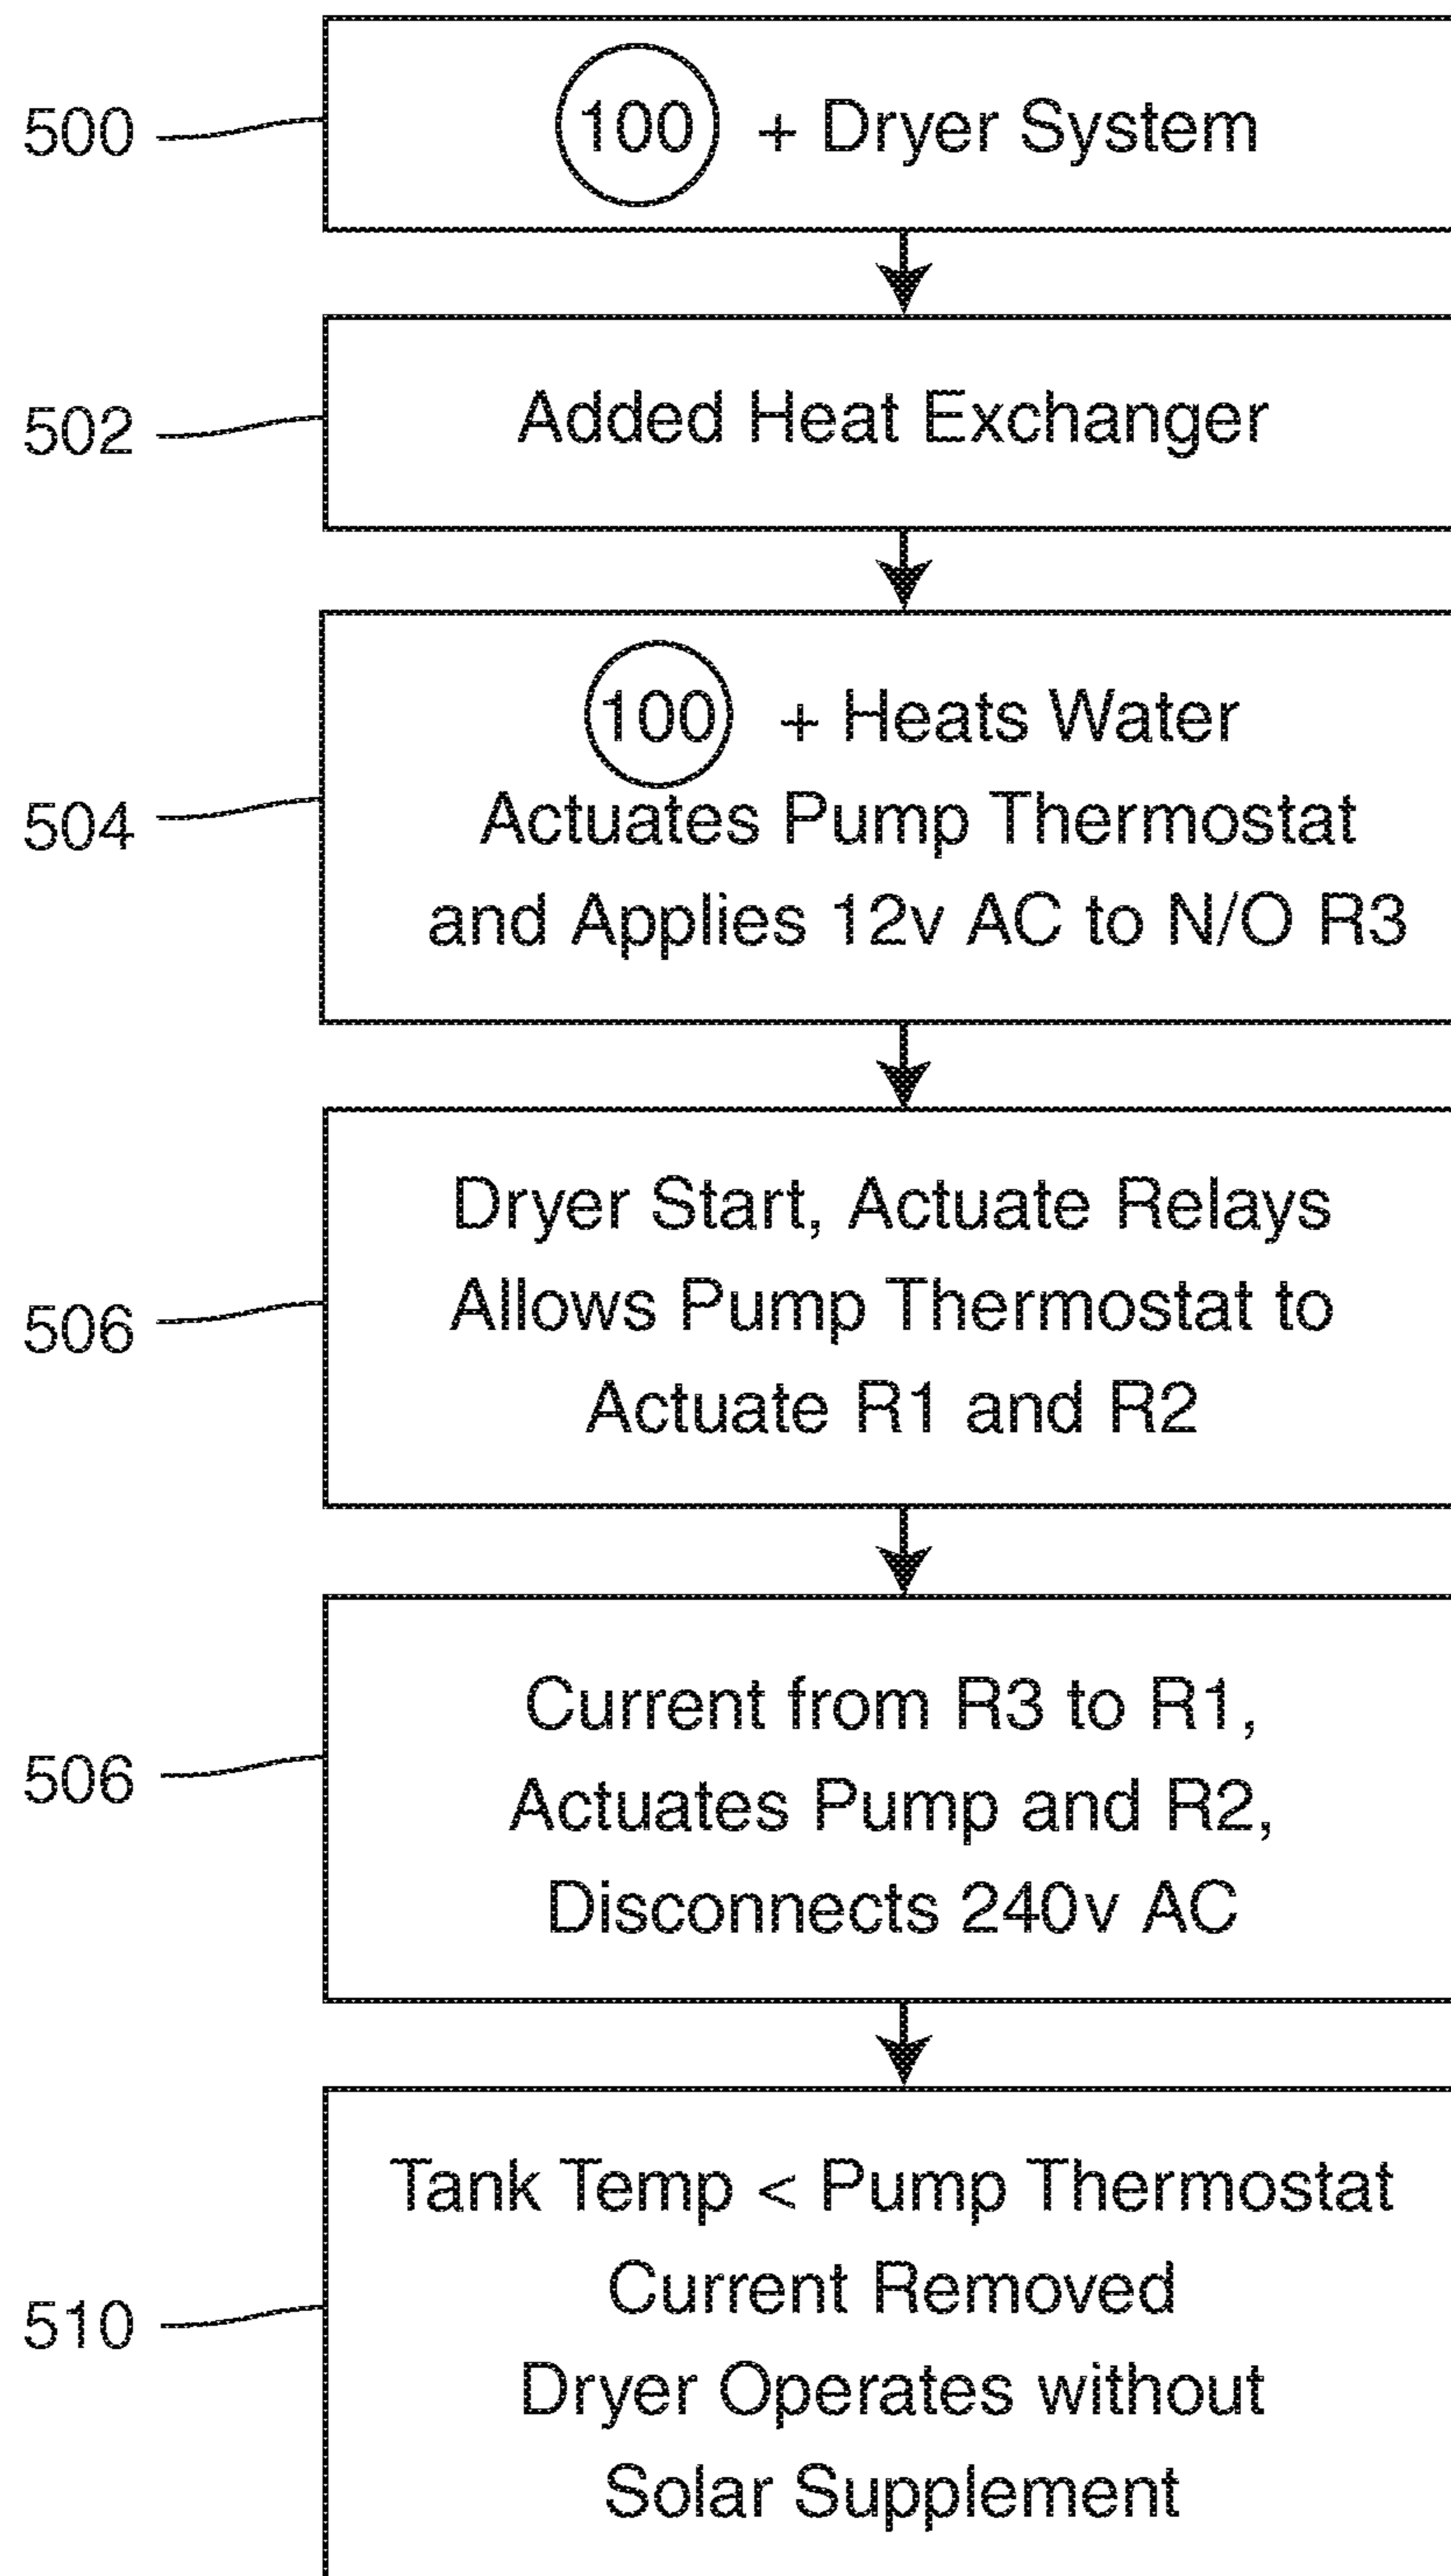 500
100 + Dryer System
502
Added Heat Exchanger
504
100 + Heats Water
Actuates Pump Thermostat
and Applies 12v AC to N/O R3
506
Dryer Start, Actuate Relays
Allows Pump Thermostat to
Actuate R1 and R2
506
Current from R3 to R1,
Actuates Pump and R2,
Disconnects 240v AC
510
Tank Temp < Pump Thermostat
Current Removed
Dryer Operates without
Solar Supplement